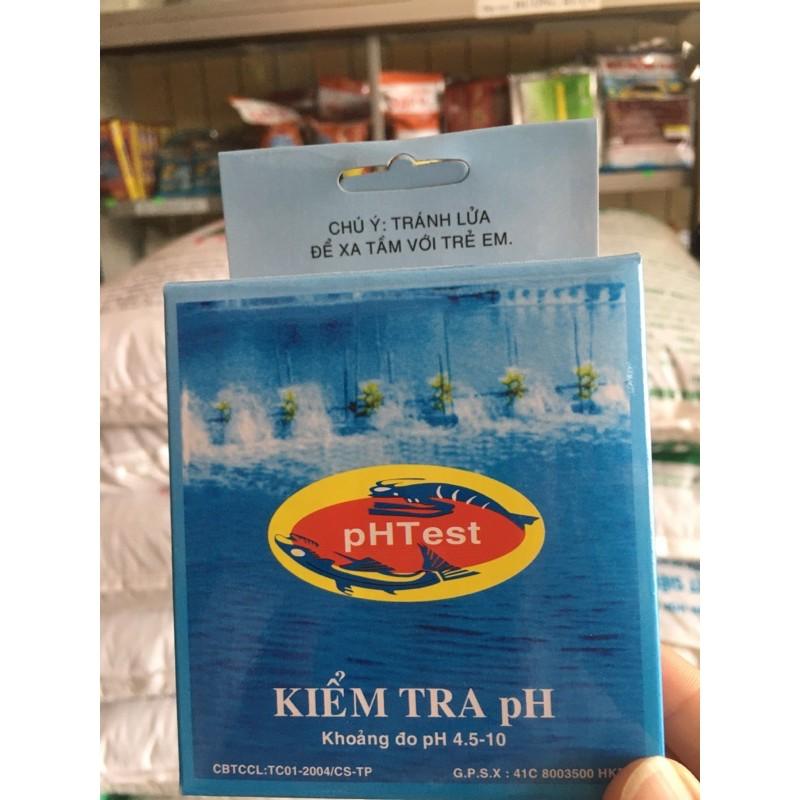 CHÚ Ý: TRÁNH LỬA
ĐỂ XA TẦM VỚI TRẺ EM.
pHTest
KIỂM TRA pH
Khoảng đo pH 4.5-10
CBTCCL:TC01-2004/CS-TP
G.P.S.X : 41C 8003500 HK